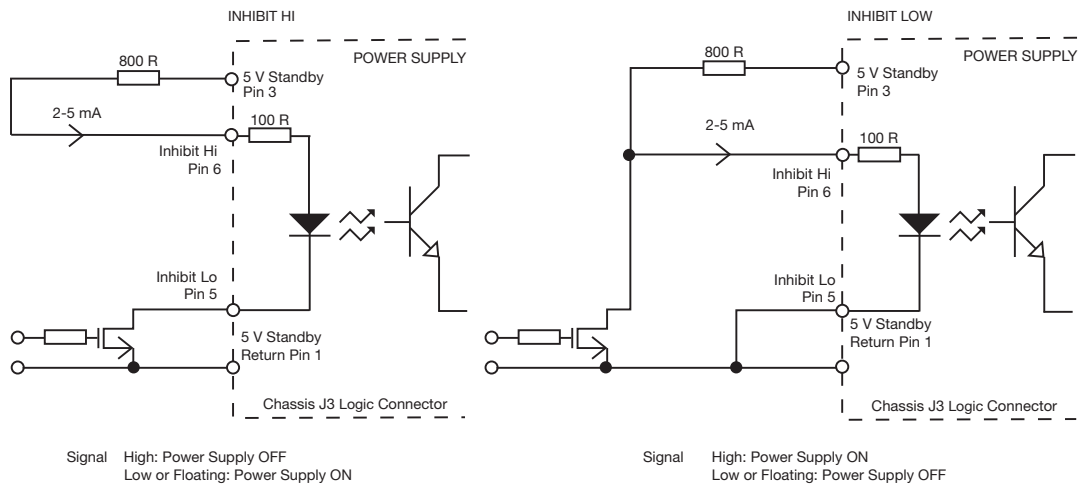 INHIBIT HI
POWER SUPPLY
800 R
5 V Standby
Pin 3
2-5 mA
100 R
Inhibit Hi
Pin 6
Inhibit Lo
Pin 5
5 V Standby
Return Pin 1
Chassis J3 Logic Connector
Signal High: Power Supply OFF
Low or Floating: Power Supply ON
INHIBIT LOW
POWER SUPPLY
800 R
5 V Standby
Pin 3
2-5 mA
100 R
Inhibit Hi
Pin 6
Inhibit Lo
Pin 5
5 V Standby
Return Pin 1
Chassis J3 Logic Connector
Signal High: Power Supply ON
Low or Floating: Power Supply OFF